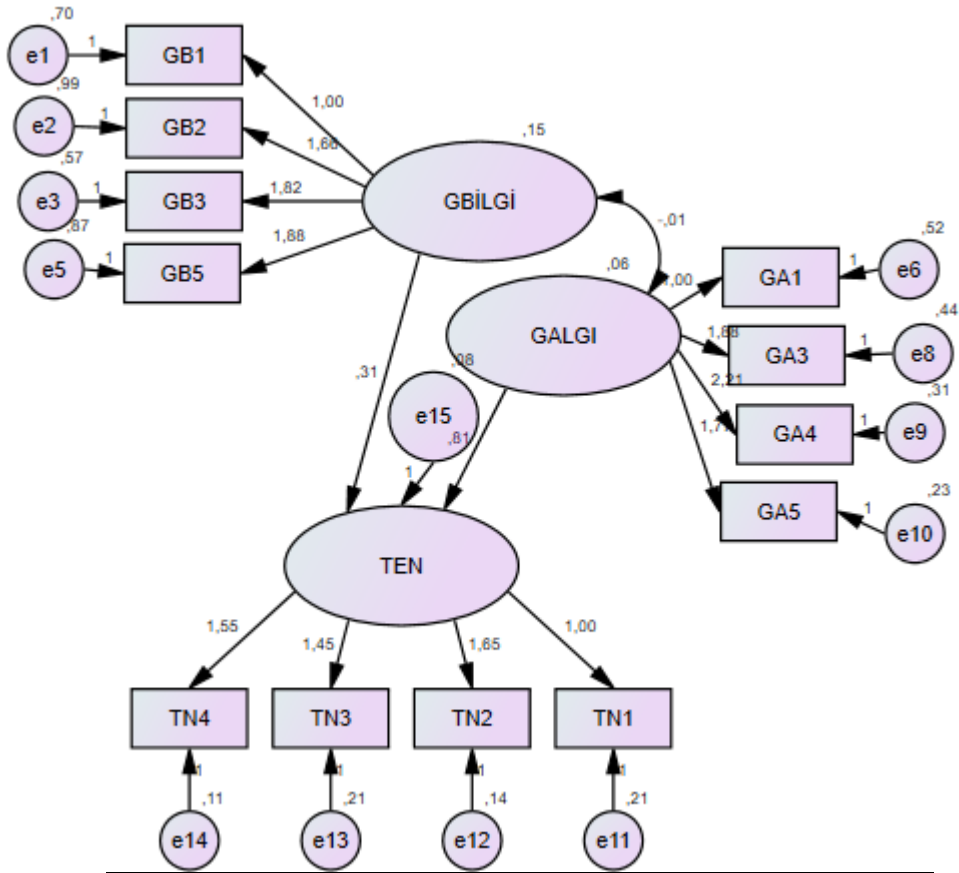 ,70
e1
1
GB1
,99
e2
1
GB2
,57
e3
1
GB3
,87
e5
1
GB5
1,00
1,66
1,82
1,88
,15
GBİLGİ
-,01
,06
GALGI
1,00
1,88
2,21
GA1
1
,52
e6
GA3
1
,44
e8
GA4
1
,31
e9
GA5
1
,23
e10
,31
,08
e15
1
,81
TEN
1,55
1,45
1,65
1,00
TN4
TN3
TN2
TN1
1
1
1
1
,11
,21
,14
,21
e14
e13
e12
e11